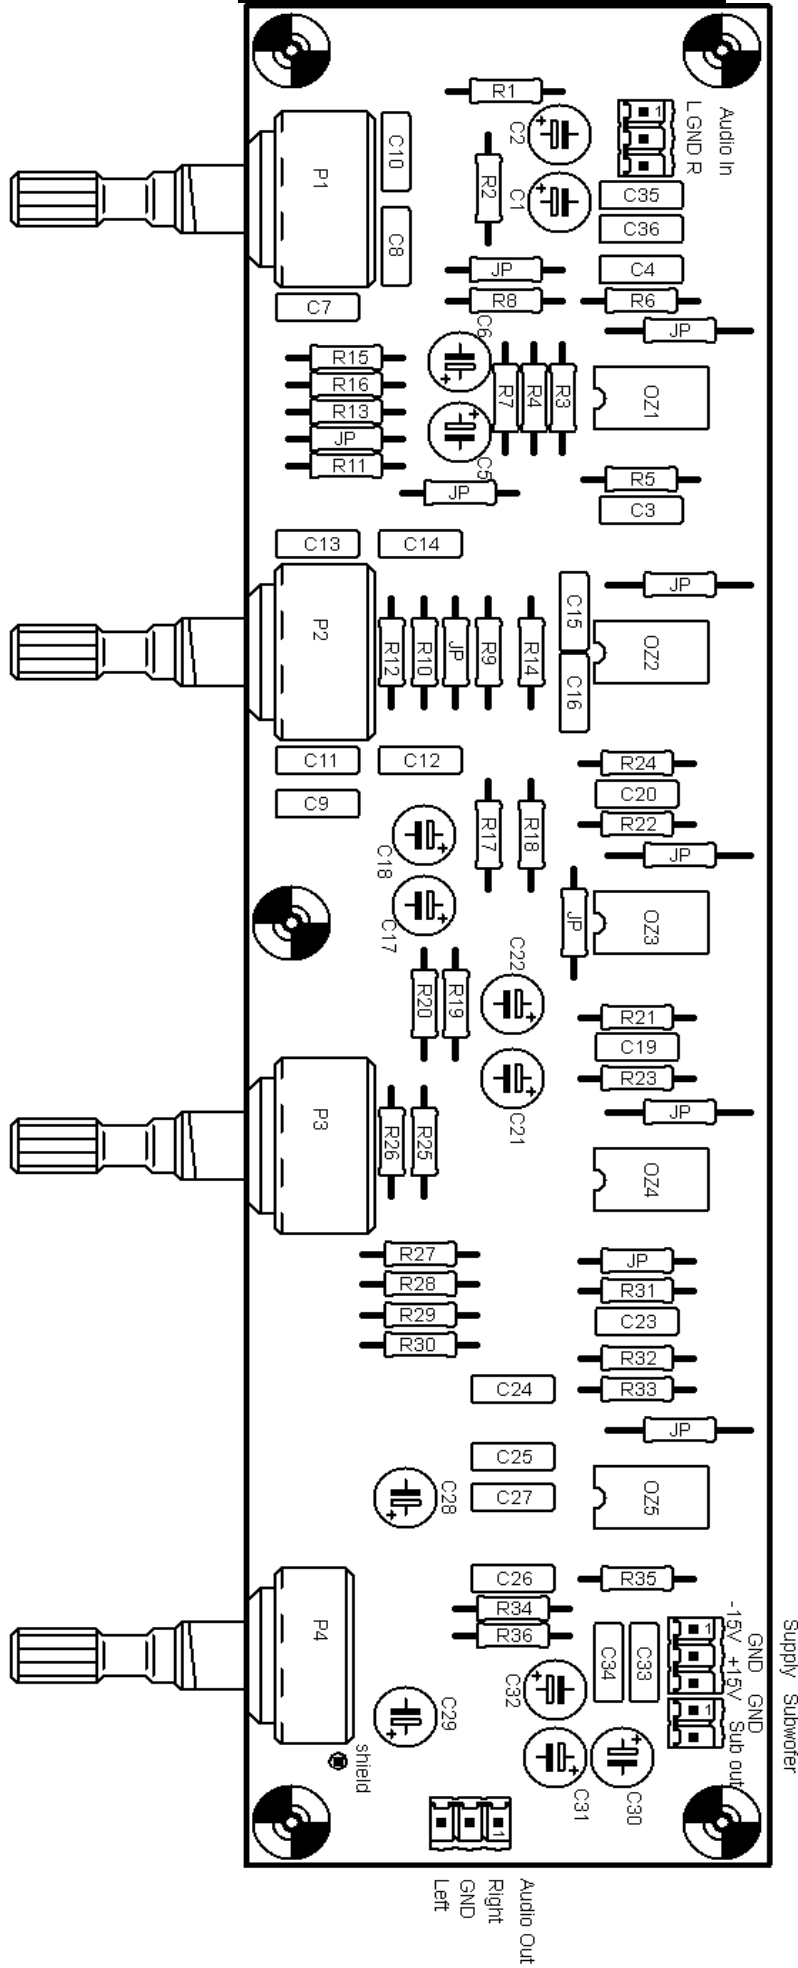 R1
C2
1
L GND R
Audio In
C10
P1
R2
C1
C35
C36
C8
JP
C4
C7
R8
R6
C6
JP
R15
R16
R13
JP
R11
R7
R4
R3
OZ1
C5
JP
R5
C3
C13
C14
JP
C15
P2
R12
R10
JP
R9
R14
OZ2
C16
C11
C12
R24
C9
C20
R17
R18
R22
C18
JP
C17
JP
OZ3
C22
R20
R19
R21
C19
R23
C21
JP
P3
R26
R25
OZ4
R27
JP
R28
R31
R29
C23
R30
R32
C24
R33
JP
C25
C28
C27
OZ5
C26
R35
R34
P4
R36
C34
C33
1
-15V +15V
GND GND
Supply Subwofer
C32
C29
1
Sub out
shield
C31
C30
1
Audio Out
Right
GND
Left